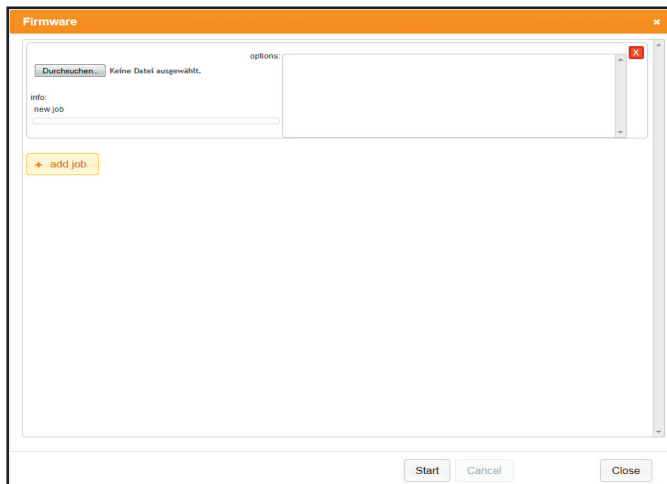 Firmware
options:
X
Durchsuchen... Keine Datei ausgewählt.
info:
new job
+ add job
Start
Cancel
Close